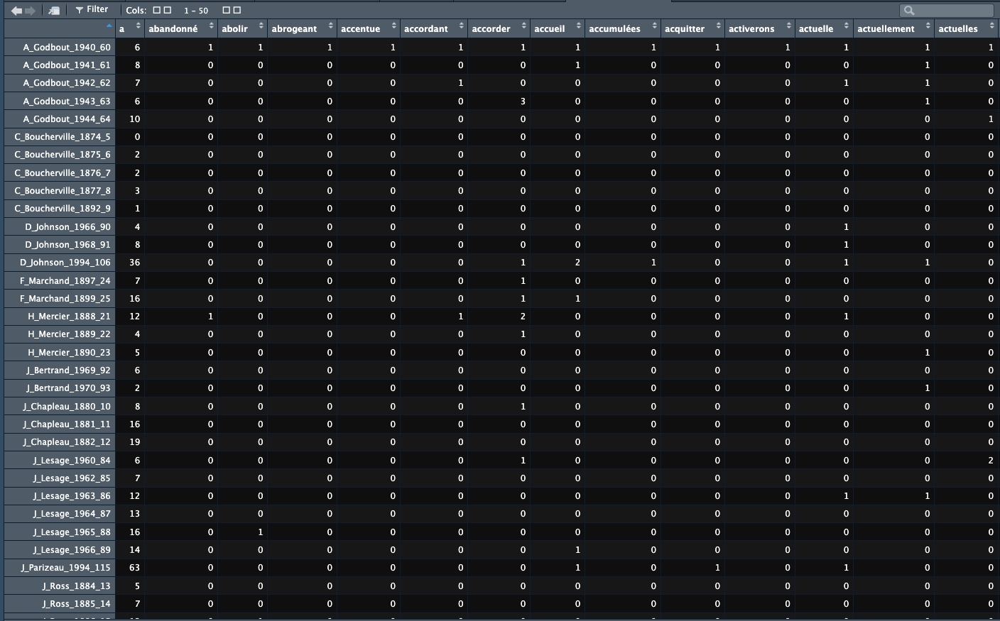 Filter Cols: 1 - 50
a abandonné abolir abrogeant accentue accordant accorder accueil accumulées acquitter activerons actuelle actuellement actuelles
A_Godbout_1940_60 6 1 1 1 1 1 1 1 1 1 1 1 1 1
A_Godbout_1941_61 8 0 0 0 0 0 0 1 0 0 0 0 1 0
A_Godbout_1942_62 7 0 0 0 0 1 0 0 0 0 0 1 1 0
A_Godbout_1943_63 6 0 0 0 0 0 3 0 0 0 0 0 1 0
A_Godbout_1944_64 10 0 0 0 0 0 0 0 0 0 0 0 0 1
C_Boucherville_1874_5 0 0 0 0 0 0 0 0 0 0 0 0 0 0
C_Boucherville_1875_6 2 0 0 0 0 0 0 0 0 0 0 0 0 0
C_Boucherville_1876_7 2 0 0 0 0 0 0 0 0 0 0 0 0 0
C_Boucherville_1877_8 3 0 0 0 0 0 0 0 0 0 0 0 0 0
C_Boucherville_1892_9 1 0 0 0 0 0 0 0 0 0 0 0 0 0
D_Johnson_1966_90 4 0 0 0 0 0 0 0 0 0 0 1 0 0
D_Johnson_1968_91 8 0 0 0 0 0 0 0 0 0 0 1 0 0
D_Johnson_1994_106 36 0 0 0 0 0 1 2 1 0 0 1 1 0
F_Marchand_1897_24 7 0 0 0 0 0 1 0 0 0 0 0 0 0
F_Marchand_1899_25 16 0 0 0 0 0 1 1 0 0 0 0 0 0
H_Mercier_1888_21 12 1 0 0 0 1 2 0 0 0 0 1 0 0
H_Mercier_1889_22 4 0 0 0 0 0 1 0 0 0 0 0 0 0
H_Mercier_1890_23 5 0 0 0 0 0 0 0 0 0 0 0 1 0
J_Bertrand_1969_92 6 0 0 0 0 0 0 0 0 0 0 0 0 0
J_Bertrand_1970_93 2 0 0 0 0 0 0 0 0 0 0 0 1 0
J_Chapleau_1880_10 8 0 0 0 0 0 1 0 0 0 0 0 0 0
J_Chapleau_1881_11 16 0 0 0 0 0 0 0 0 0 0 0 0 0
J_Chapleau_1882_12 19 0 0 0 0 0 0 0 0 0 0 0 0 0
J_Lesage_1960_84 6 0 0 0 0 0 1 0 0 0 0 0 0 2
J_Lesage_1962_85 7 0 0 0 0 0 0 0 0 0 0 0 0 0
J_Lesage_1963_86 12 0 0 0 0 0 0 0 0 0 0 1 1 0
J_Lesage_1964_87 13 0 0 0 0 0 0 0 0 0 0 0 0 0
J_Lesage_1965_88 16 0 1 0 0 0 0 0 0 0 0 0 0 0
J_Lesage_1966_89 14 0 0 0 0 0 0 1 0 0 0 0 0 0
J_Parizeau_1994_115 63 0 0 0 0 0 0 1 0 1 0 1 0 0
J_Ross_1884_13 5 0 0 0 0 0 0 0 0 0 0 0 0 0
J_Ross_1885_14 7 0 0 0 0 0 0 0 0 0 0 0 0 0